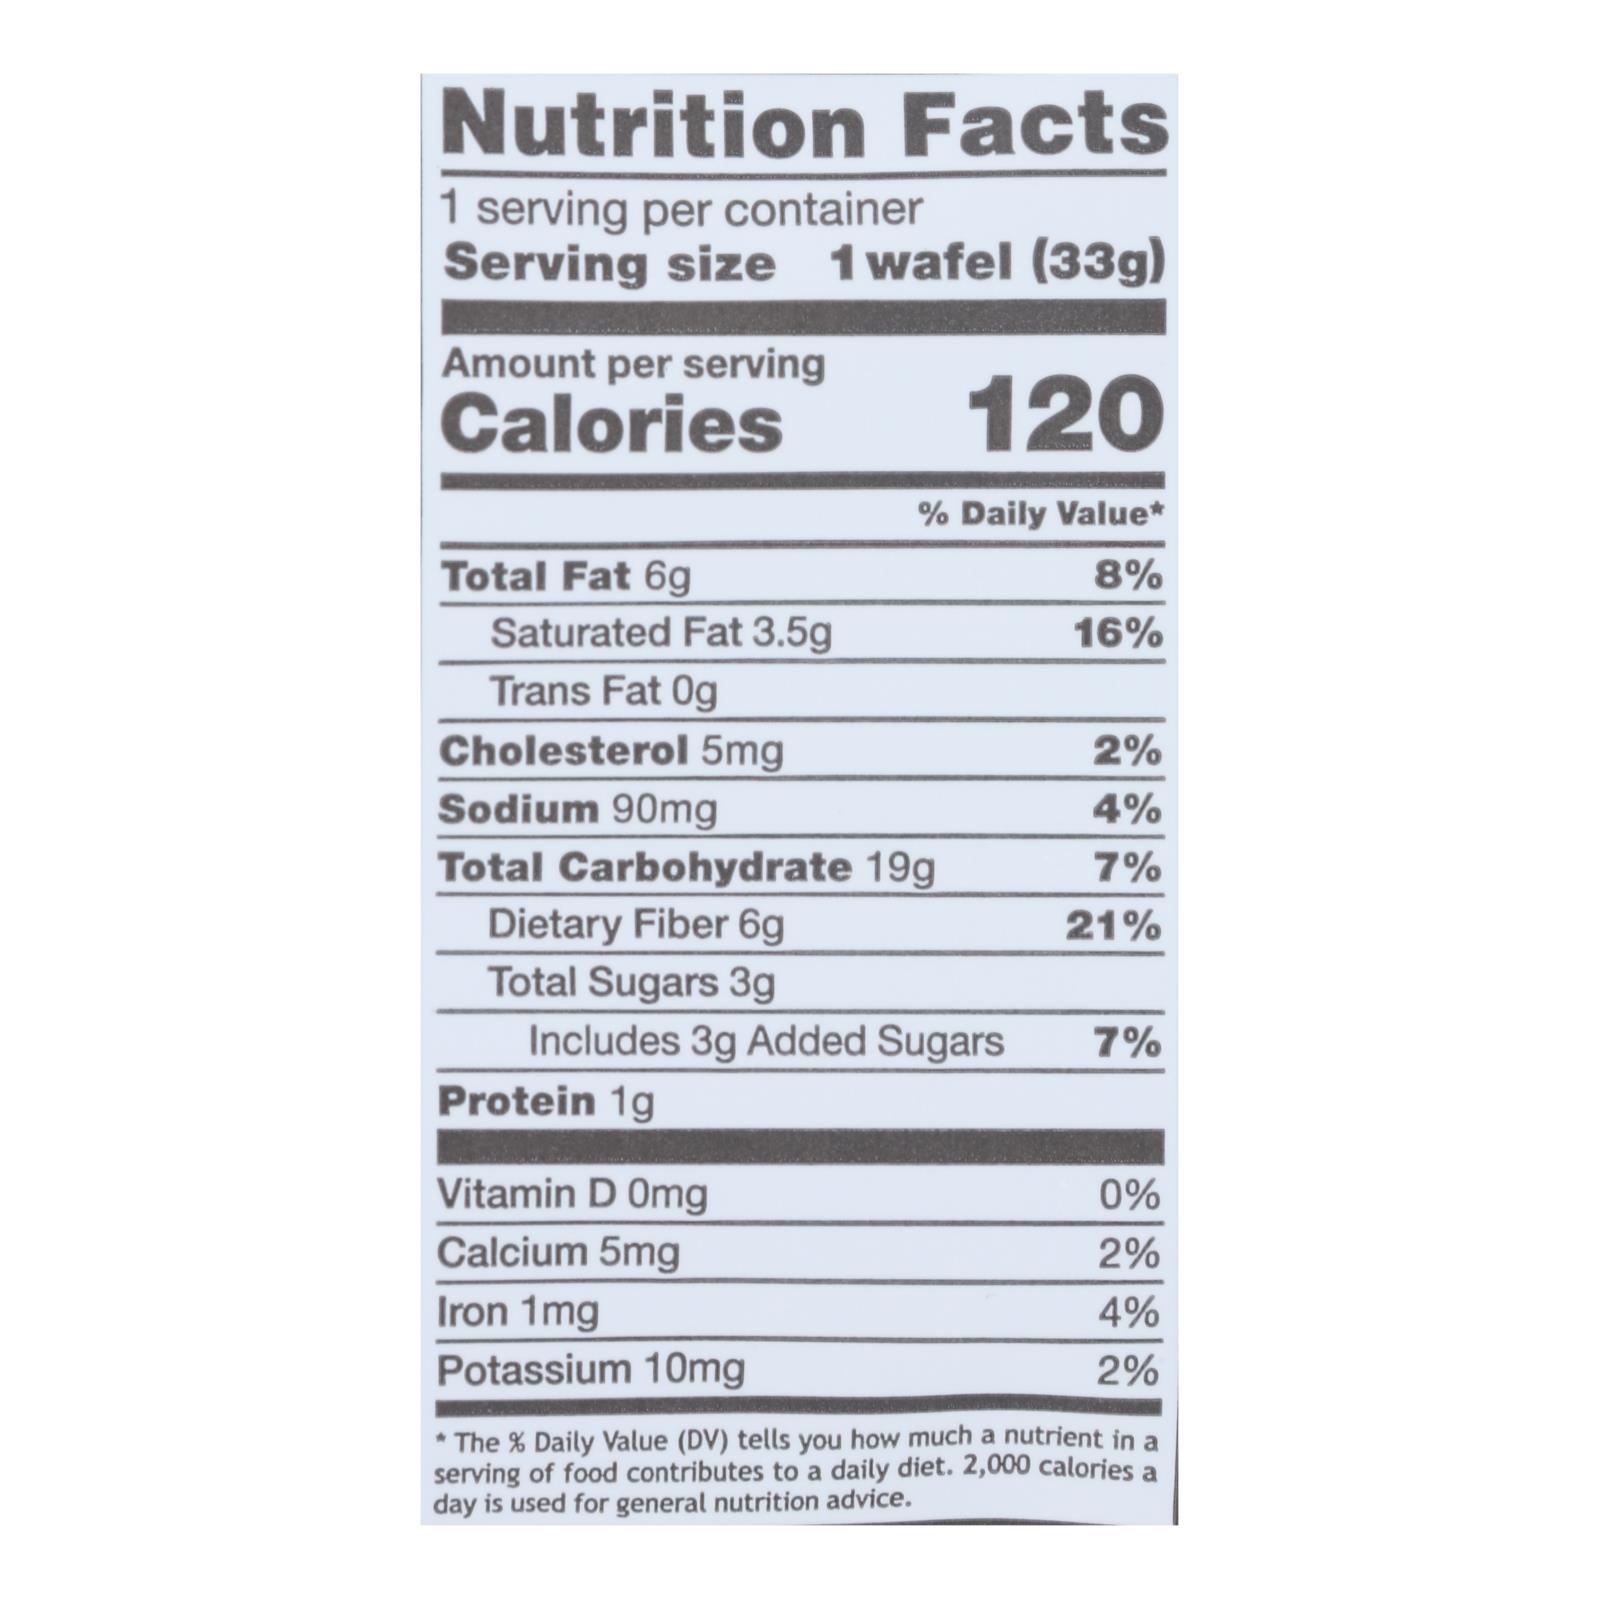 Nutrition Facts
1 serving per container
Serving size 1 wafel (33g)
Amount per serving
Calories 120
% Daily Value*
Total Fat 6g 8%
Saturated Fat 3.5g 16%
Trans Fat 0g
Cholesterol 5mg 2%
Sodium 90mg 4%
Total Carbohydrate 19g 7%
Dietary Fiber 6g 21%
Total Sugars 3g
Includes 3g Added Sugars 7%
Protein 1g
Vitamin D 0mg 0%
Calcium 5mg 2%
Iron 1mg 4%
Potassium 10mg 2%
* The % Daily Value (DV) tells you how much a nutrient in a
serving of food contributes to a daily diet. 2,000 calories a
day is used for general nutrition advice.